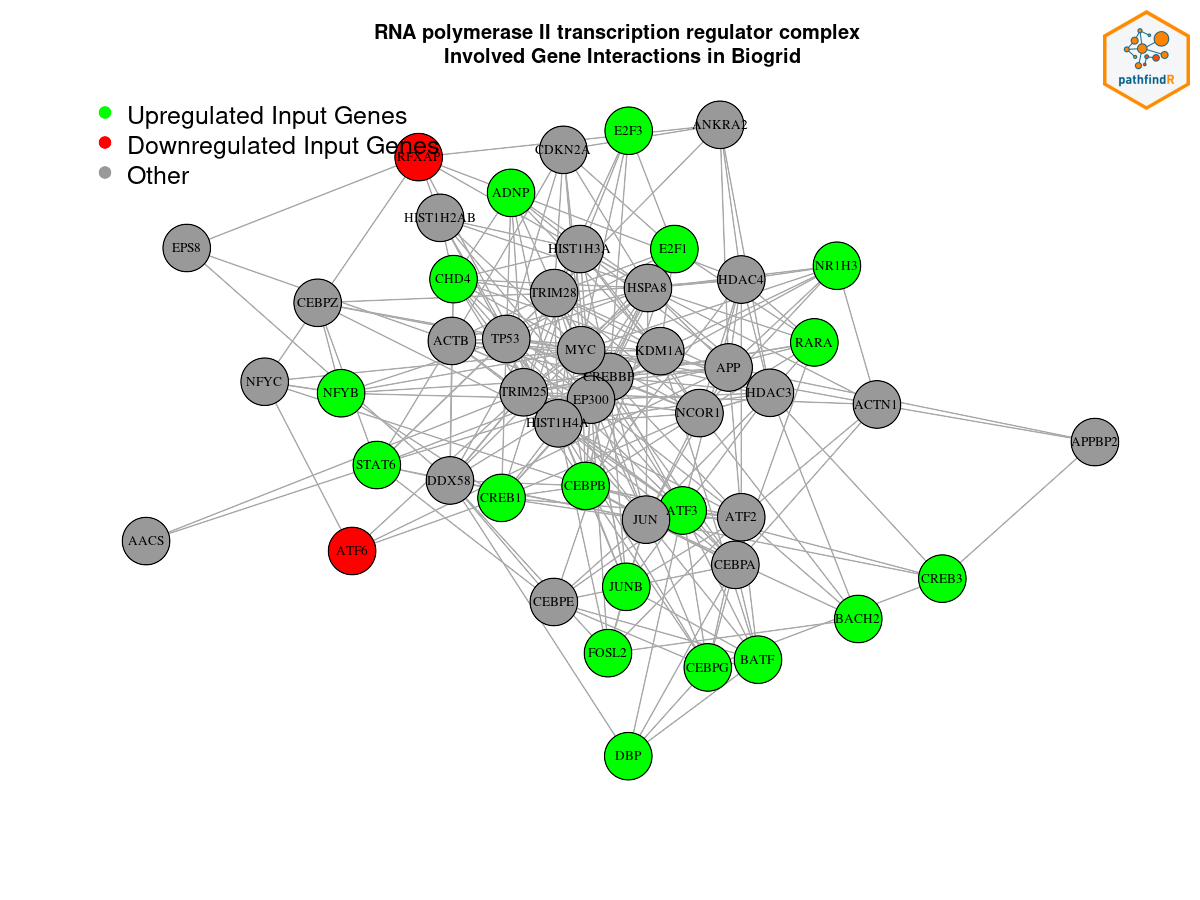 RNA polymerase II transcription regulator complex
Involved Gene Interactions in Biogrid
pathfindR
Upregulated Input Genes
Downregulated Input Genes
Other
E2F3
ANKRA2
CDKN2A
RFXAP
ADNP
HIST1H2AB
EPS8
HIST1H3A
E2F1
NR1H3
CHD4
HDAC4
TRIM28
HSPA8
CEBPZ
ACTB
TP53
MYC
KDM1A
RARA
APP
CREBBP
NFYC
NFYB
TRIM25
EP300
HDAC3
ACTN1
NCOR1
HIST1H4A
APPBP2
STAT6
DDX58
CEBPB
CREB1
ATF3
JUN
ATF2
AACS
ATF6
CEBPA
CREB3
JUNB
CEBPE
BACH2
FOSL2
BATF
CEBPG
DBP